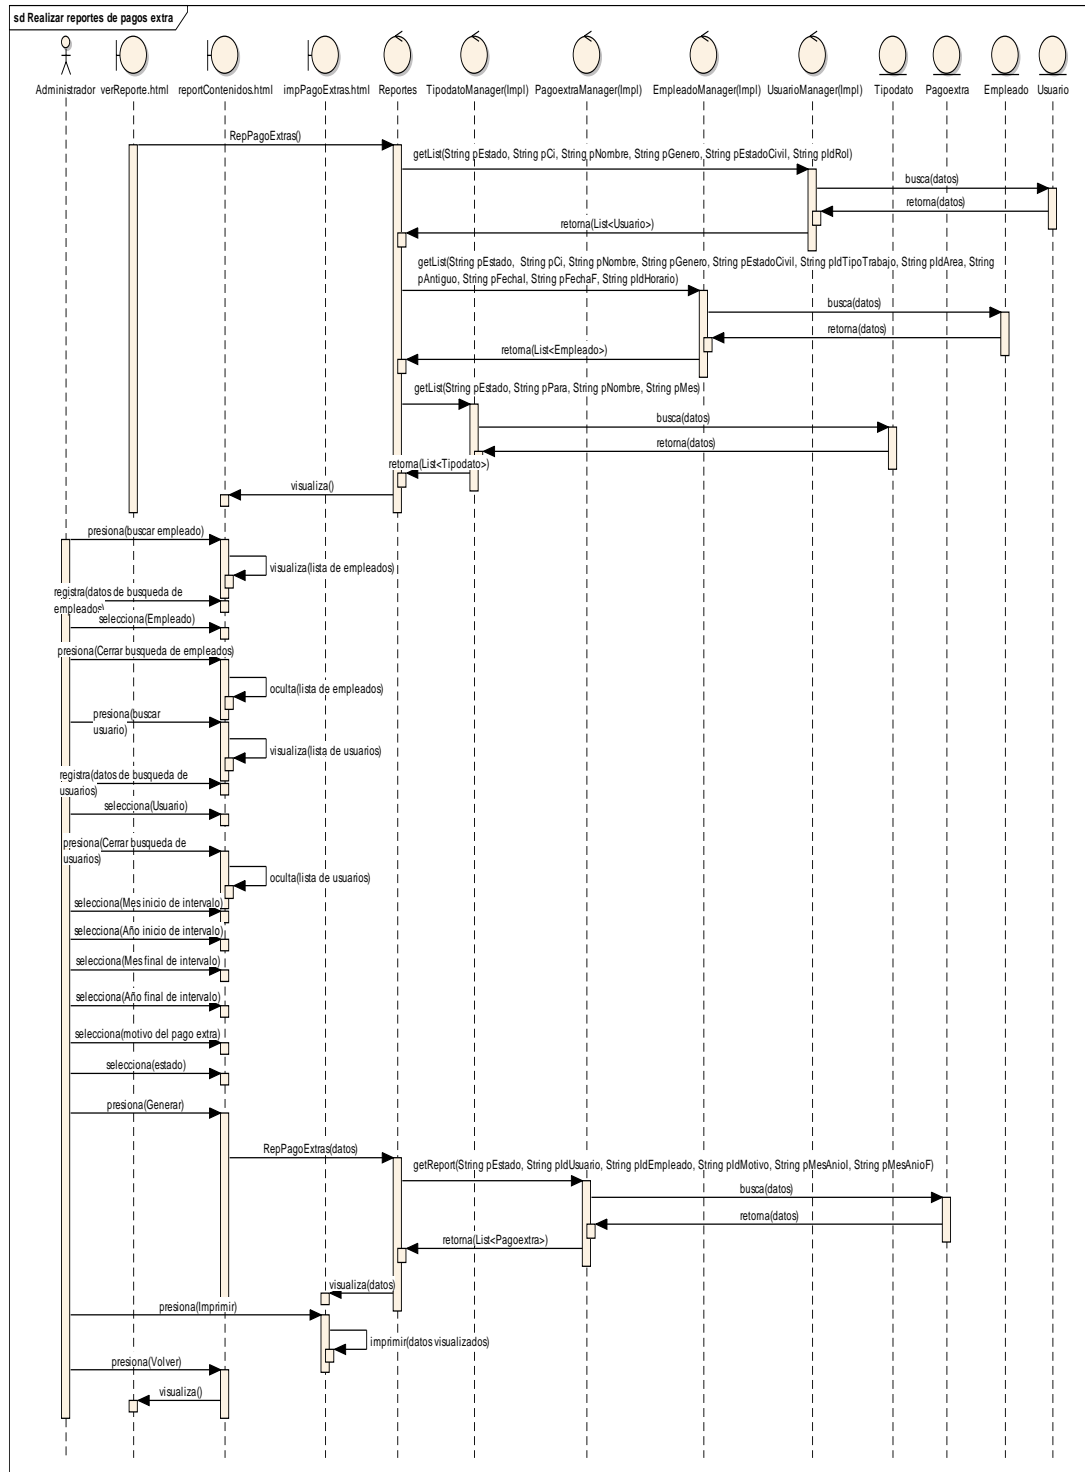 sd Realizar reportes de pagos extra
Administrador
verReporte.html
reportContenidos.html
impPagoExtras.html
Reportes
TipodatoManager(Impl)
PagoextraManager(Impl)
EmpleadoManager(Impl)
UsuarioManager(Impl)
Tipodato
Pagoextra
Empleado
Usuario
RepPagoExtras()
getList(String pEstado, String pCi, String pNombre, String pGenero, String pEstadoCivil, String pIdRol)
busca(datos)
retorna(datos)
retorna(List<Usuario>)
getList(String pEstado, String pCi, String pNombre, String pGenero, String pEstadoCivil, String pIdTipoTrabajo, String pIdArea, String
pAntiguo, String pFechaI, String pFechaF, String pIdHorario)
busca(datos)
retorna(datos)
retorna(List<Empleado>)
getList(String pEstado, String pPara, String pNombre, String pMes)
busca(datos)
retorna(datos)
retorna(List<Tipodato>)
visualiza()
presiona(buscar empleado)
visualiza(lista de empleados)
registra(datos de busqueda de
empleados)
selecciona(Empleado)
presiona(Cerrar busqueda de empleados)
oculta(lista de empleados)
presiona(buscar
usuario)
visualiza(lista de usuarios)
registra(datos de busqueda de
usuarios)
selecciona(Usuario)
presiona(Cerrar busqueda de
usuarios)
oculta(lista de usuarios)
selecciona(Mes inicio de intervalo)
selecciona(Año inicio de intervalo)
selecciona(Mes final de intervalo)
selecciona(Año final de intervalo)
selecciona(motivo del pago extra)
selecciona(estado)
presiona(Generar)
RepPagoExtras(datos)
getReport(String pEstado, String pIdUsuario, String pIdEmpleado, String pIdMotivo, String pMesAnioI, String pMesAnioF)
busca(datos)
retorna(datos)
retorna(List<Pagoextra>)
visualiza(datos)
presiona(Imprimir)
imprimir(datos visualizados)
presiona(Volver)
visualiza()